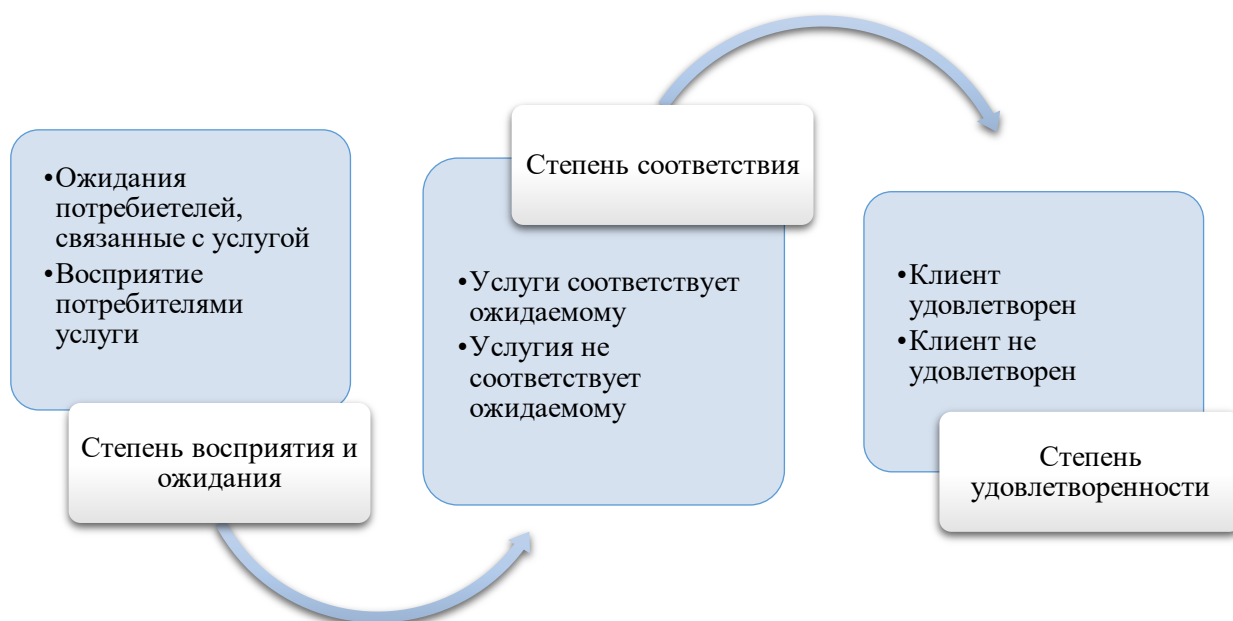 •Ожидания
потребиетелей,
связанные с услугой
•Восприятие
потребителями
услуги
Степень восприятия и
ожидания
Степень соответствия
•Услуги соответствует
ожидаемому
•Услугия не
соответствует
ожидаемому
•Клиент
удовлетворен
•Клиент не
удовлетворен
Степень
удовлетворенности